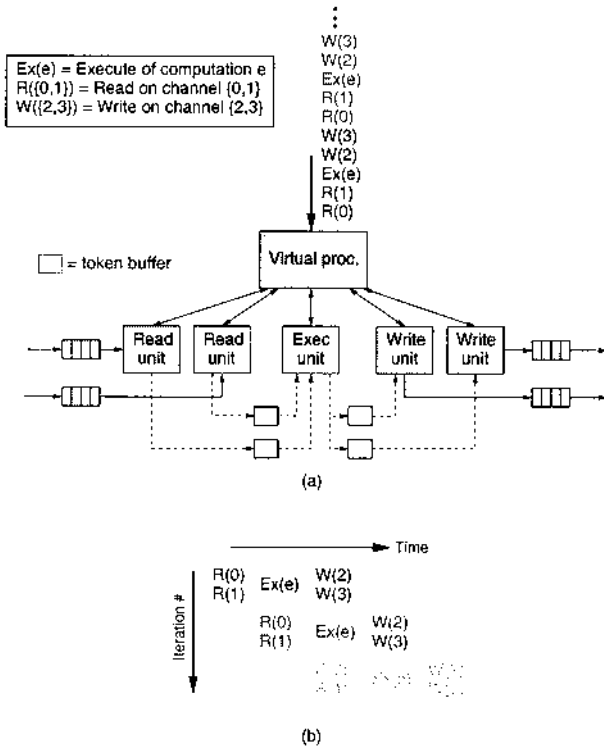 W(3)
W(2)
Ex(e)
R(1)
R(0)
W(3)
W(2)
Ex(e)
R(1)
R(0)
Ex(e) = Execute of computation e
R({0,1}) = Read on channel {0,1}
W({2,3}) = Write on channel {2,3}
Virtual proc.
= token buffer
Read unit
Read unit
Exec unit
Write unit
Write unit
(a)
Time
Iteration #
R(0) Ex(e) W(2)
R(1) W(3)
R(0) Ex(e) W(2)
R(1) W(3)
(b)